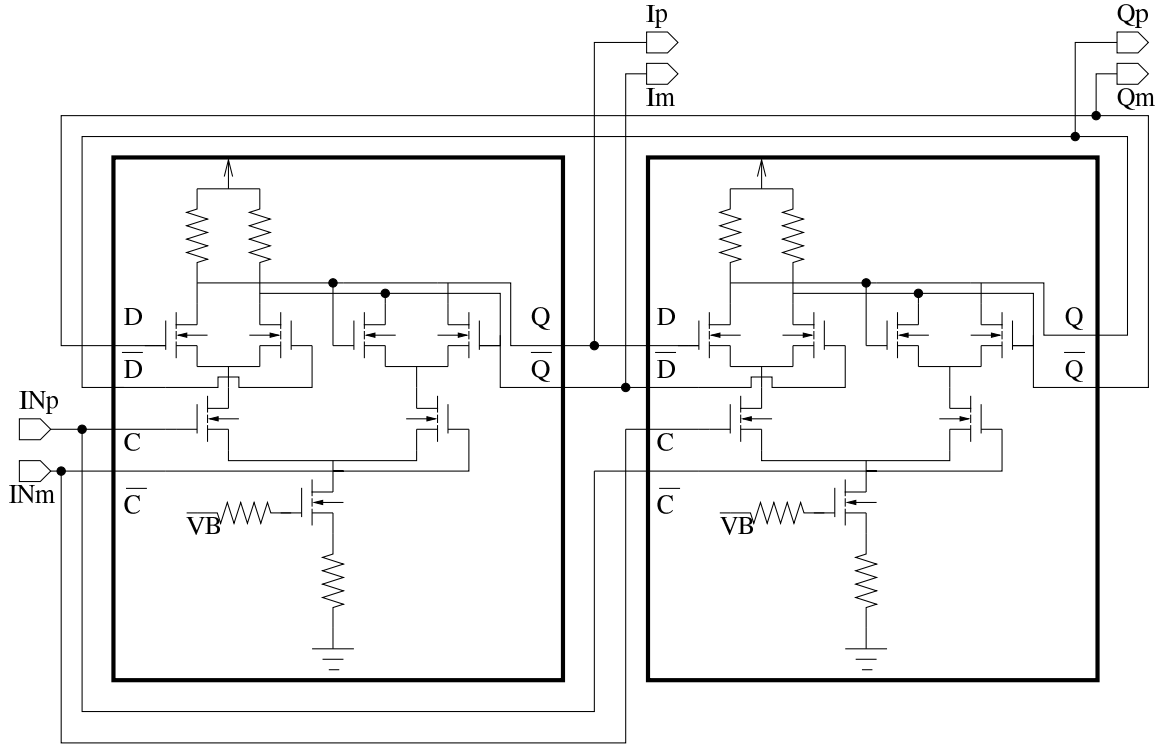 Ip Qp
Im Qm
D Q D Q
D̅ Q̅ D̅ Q̅
INp
C C
INm C̅ C̅
VB VB